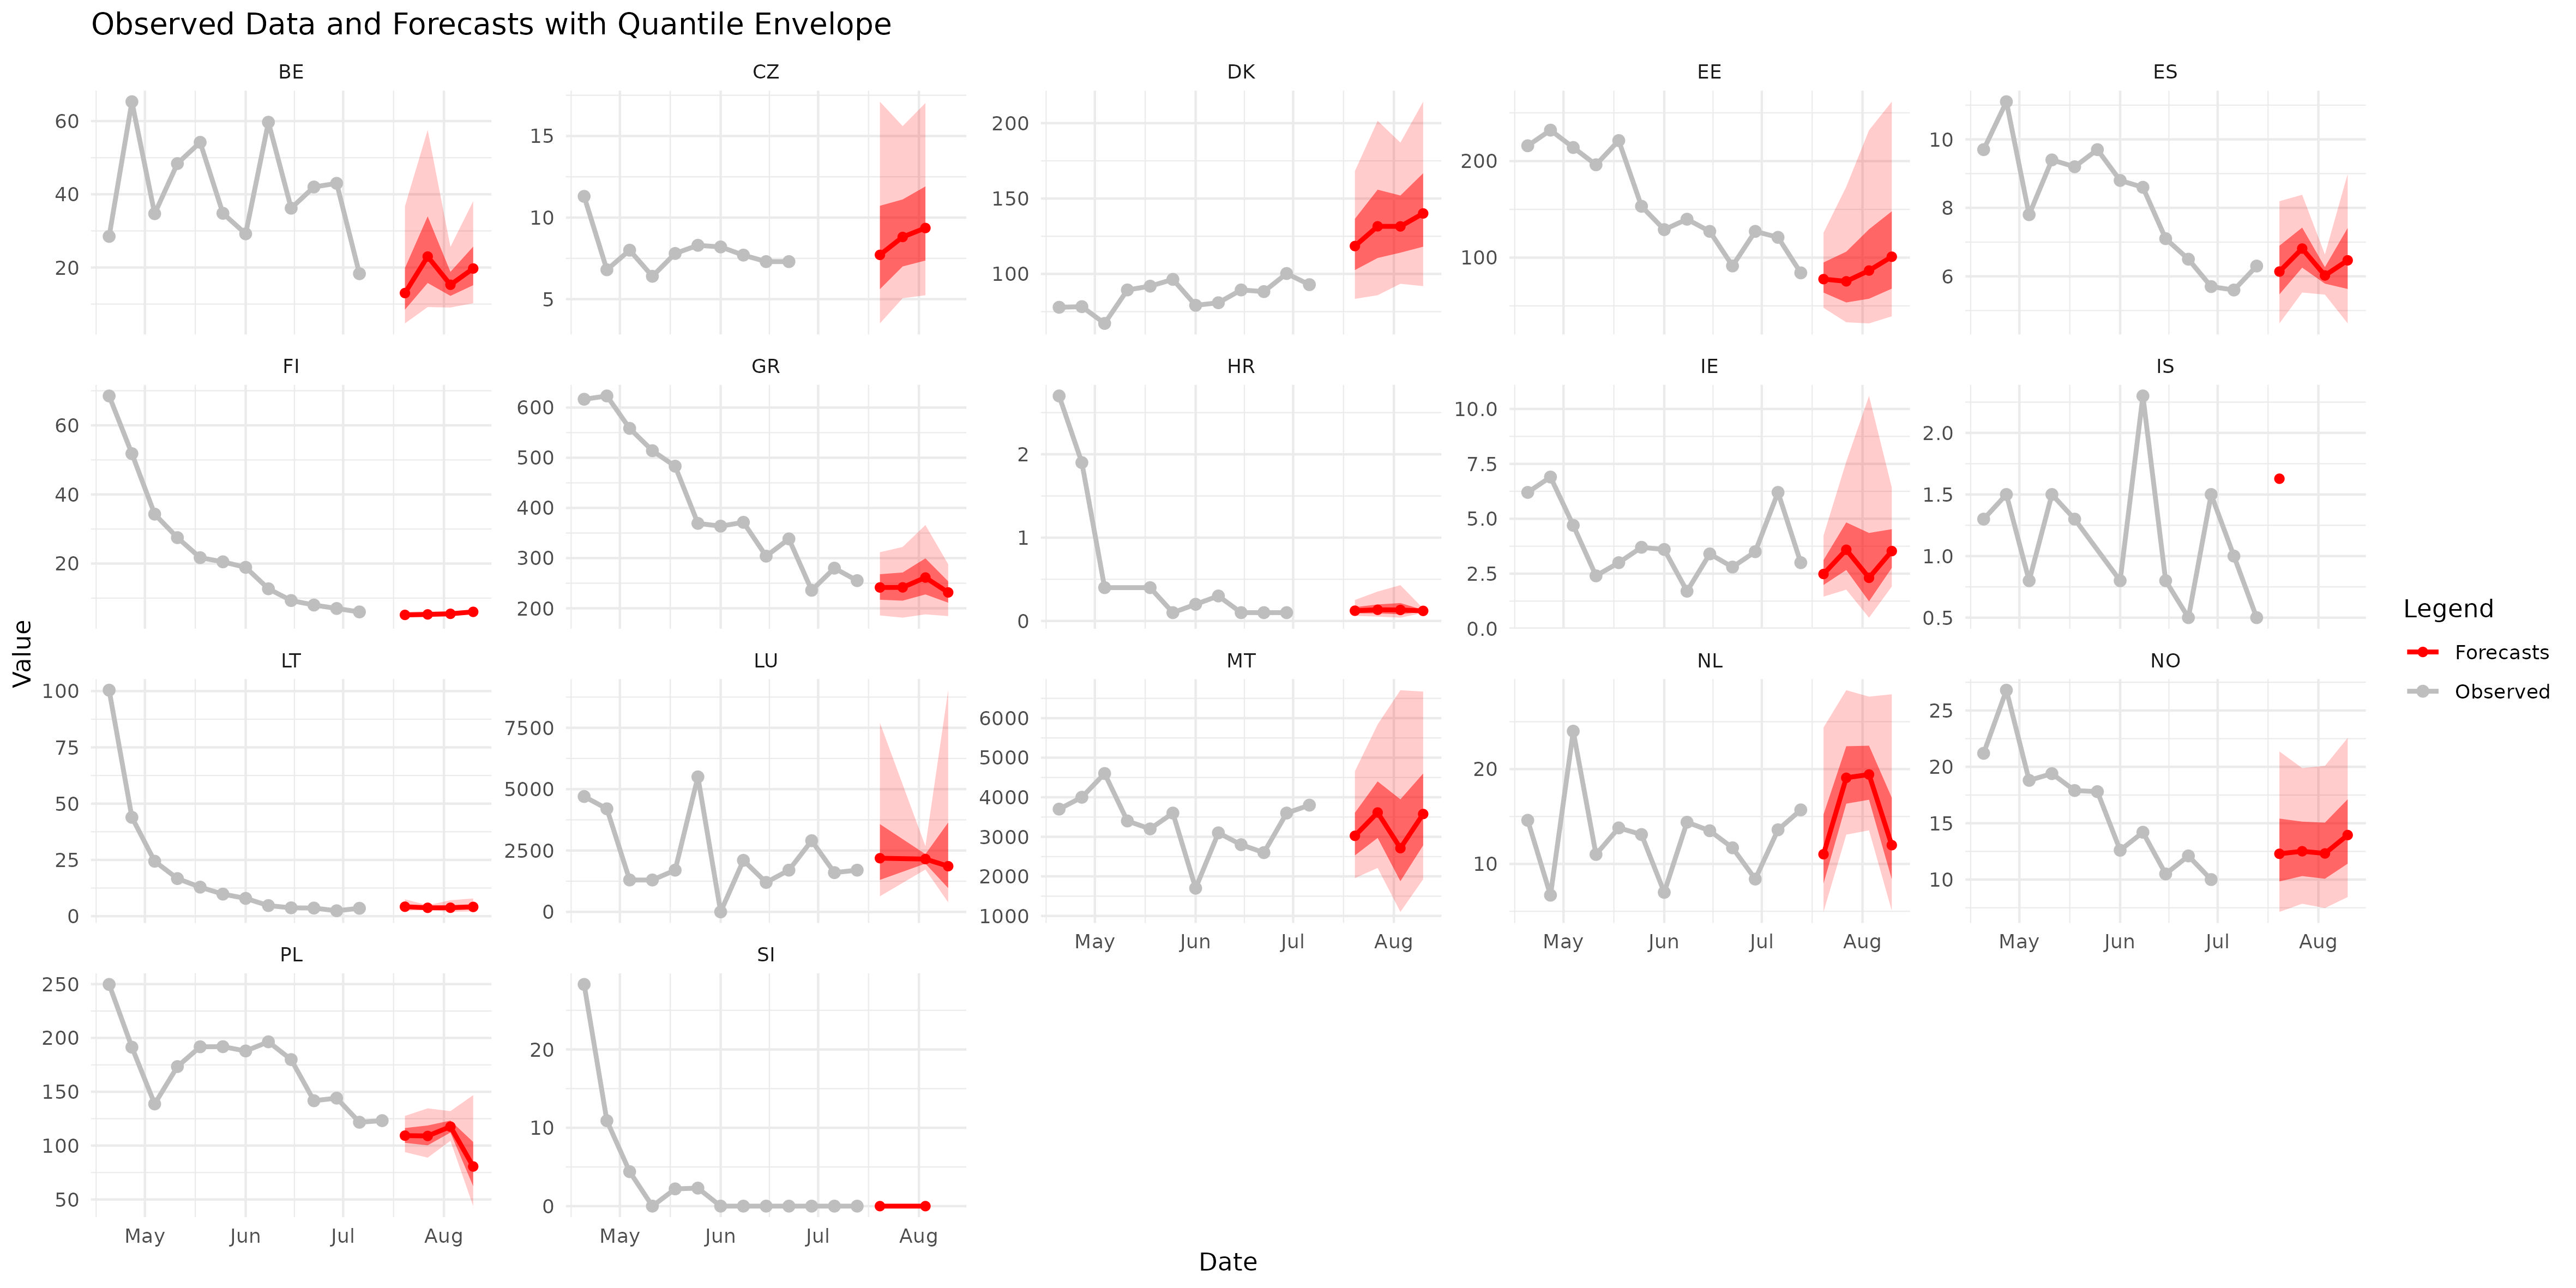 Observed Data and Forecasts with Quantile Envelope
BE
CZ
DK
EE
ES
60
40
20
15
10
5
200
150
100
200
100
10
8
6
FI
GR
HR
IE
IS
60
40
20
600
500
400
300
200
2
1
0
10.0
7.5
5.0
2.5
0.0
2.0
1.5
1.0
0.5
LT
LU
MT
NL
NO
100
75
50
25
0
7500
5000
2500
0
6000
5000
4000
3000
2000
1000
20
10
25
20
15
10
May Jun Jul Aug
May Jun Jul Aug
May Jun Jul Aug
PL
SI
250
200
150
100
50
20
10
0
May Jun Jul Aug
May Jun Jul Aug
Value
Date
Legend
Forecasts
Observed